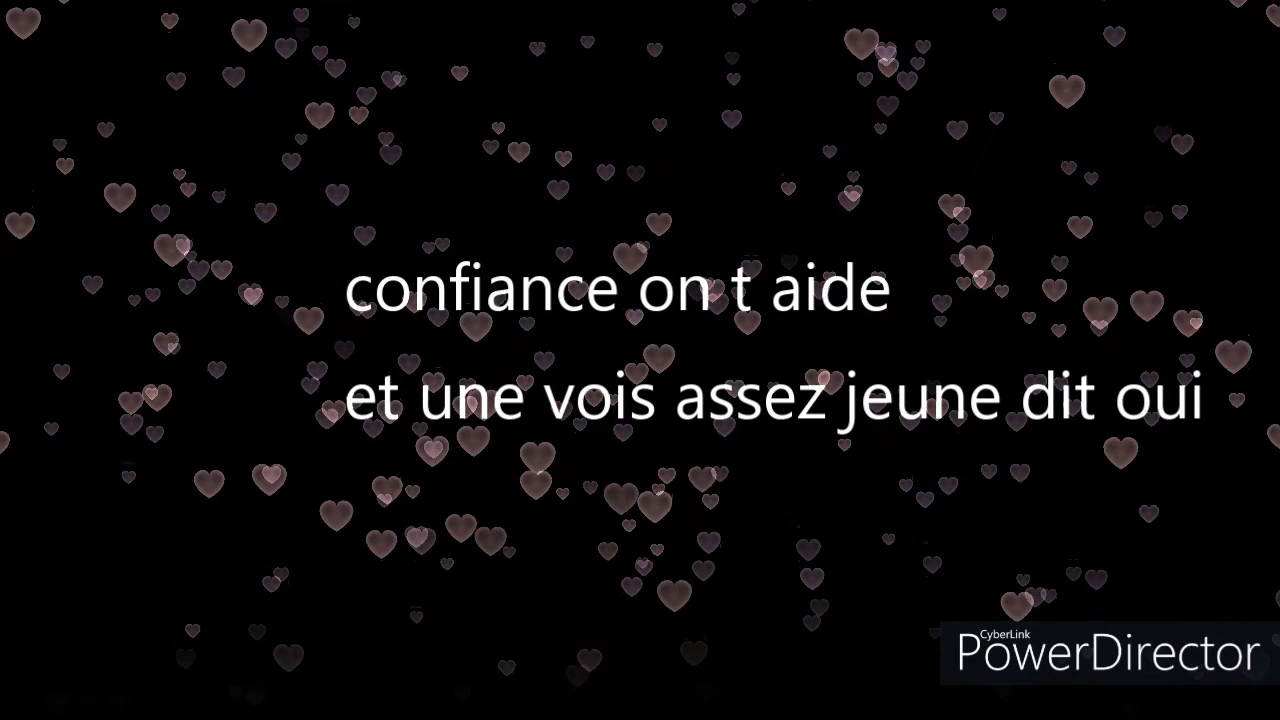 confiance on t aide
et une vois assez jeune dit oui
CyberLink
PowerDirector